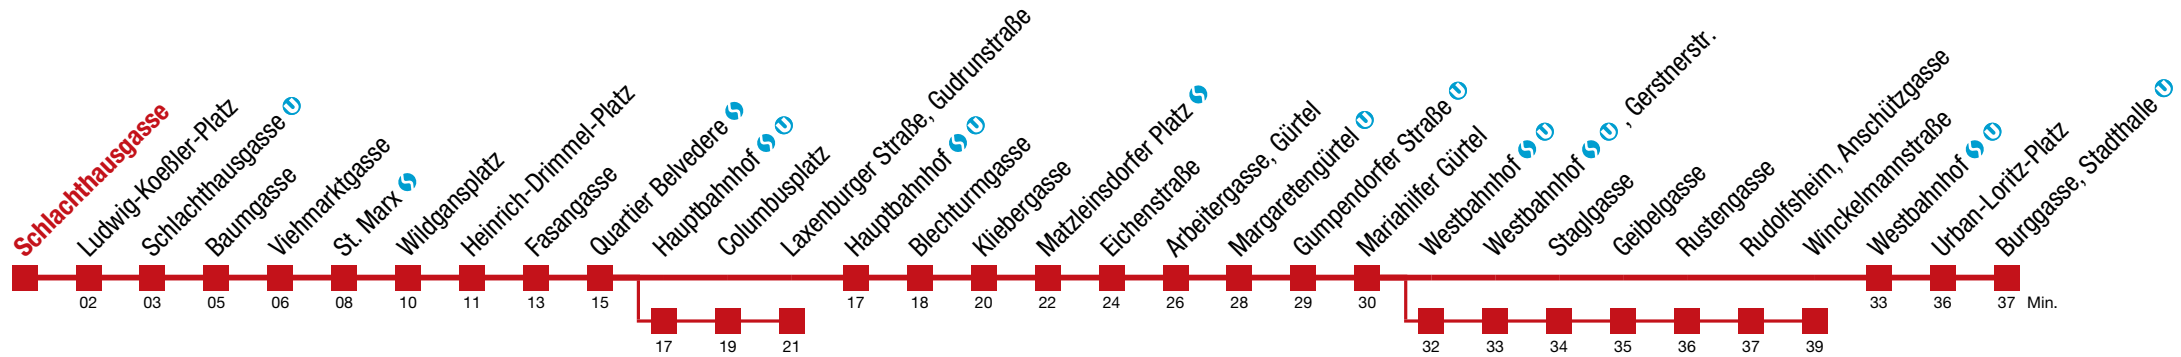 Schlachthausgasse
Ludwig-Koeßler-Platz
Schlachthausgasse U
Baumgasse
Viehmarktgasse
St. Marx S
Wildgansplatz
Heinrich-Drimmel-Platz
Fasangasse
Quartier Belvedere S
Hauptbahnhof S U
Columbusplatz
Laxenburger Straße, Gudrunstraße
Hauptbahnhof S U
Blechturmgasse
Kliebergasse
Matzleinsdorfer Platz S
Eichenstraße
Arbeitergasse, Gürtel
Margaretengürtel U
Gumpendorfer Straße U
Mariahilfer Gürtel
Westbahnhof S U
Westbahnhof S U , Gerstnerstr.
Staglgasse
Geibelgasse
Rustengasse
Rudolfsheim, Anschützgasse
Winckelmannstraße
Westbahnhof S U
Urban-Loritz-Platz
Burggasse, Stadthalle U
02 03 05 06 08 10 11 13 15 17 18 20 22 24 26 28 29 30 33 36 37 Min.
17 19 21 32 33 34 35 36 37 39